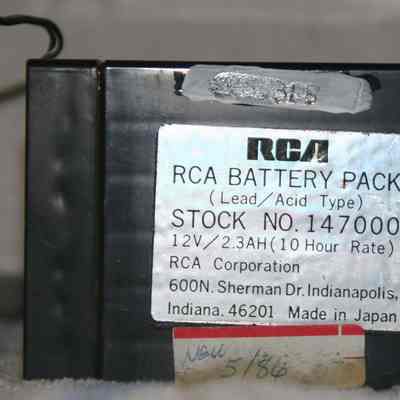 RCA
RCA BATTERY PACK
(Lead/Acid Type)
STOCK NO. 147000
12V/2.3AH(10 Hour Rate)
RCA Corporation
600N. Sherman Dr. Indianapolis,
Indiana. 46201 Made in Japan
New
5/86